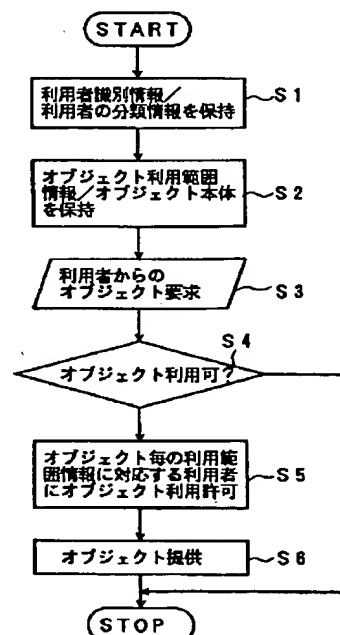 START
利用者識別情報/
利用者の分類情報を保持
S1
オブジェクト利用範囲
情報/オブジェクト本体
を保持
S2
利用者からの
オブジェクト要求
S3
S4
オブジェクト利用可?
オブジェクト毎の利用範
囲情報に対応する利用者
にオブジェクト利用許可
S5
オブジェクト提供
S6
STOP